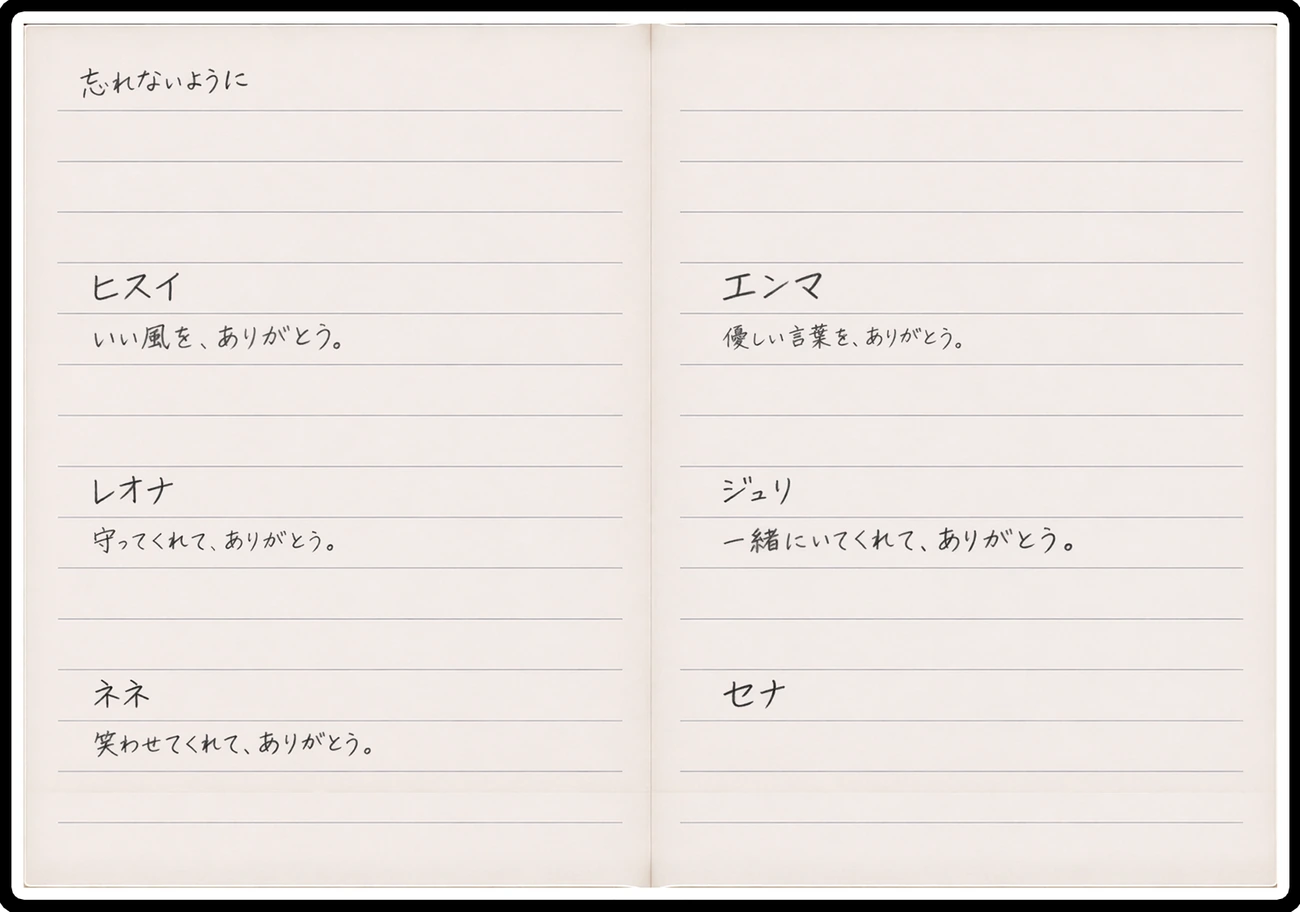 忘れないように
ヒスイ
いい風を、ありがとう。
レオナ
守ってくれて、ありがとう。
ネネ
笑わせてくれて、ありがとう。
エンマ
優しい言葉を、ありがとう。
ジュリ
一緒にいてくれて、ありがとう。
セナ